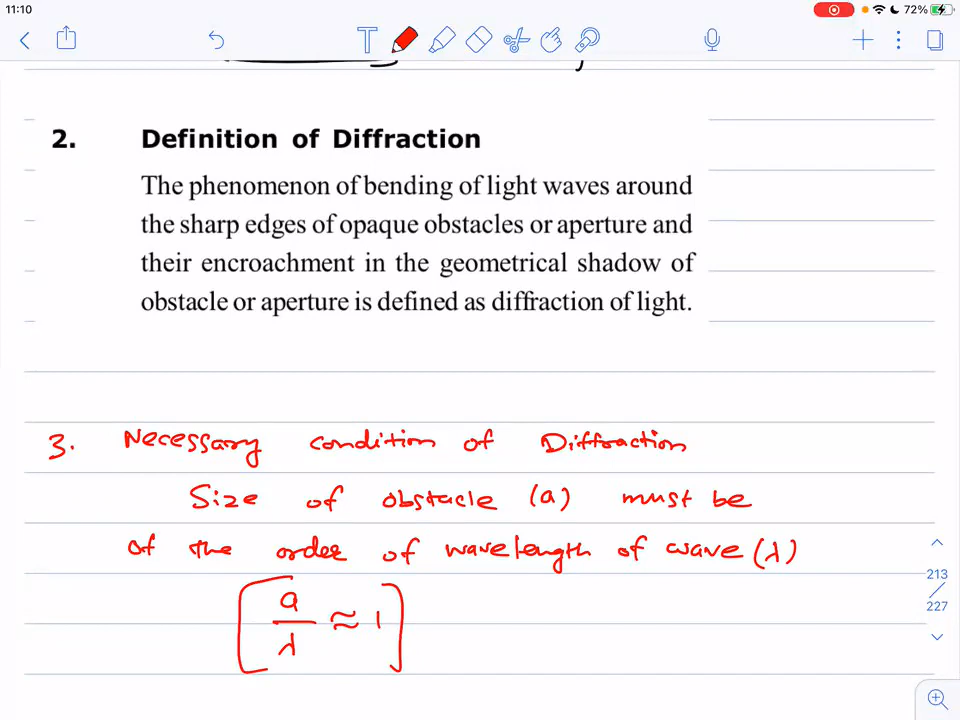 11:10
72%
2. Definition of Diffraction
The phenomenon of bending of light waves around
the sharp edges of opaque obstacles or aperture and
their encroachment in the geometrical shadow of
obstacle or aperture is defined as diffraction of light.
3. Necessary condition of Diffraction
Size of obstacle (a) must be
of the order of wavelength of wave (λ)
[a/λ ≈ 1]
213
/
227